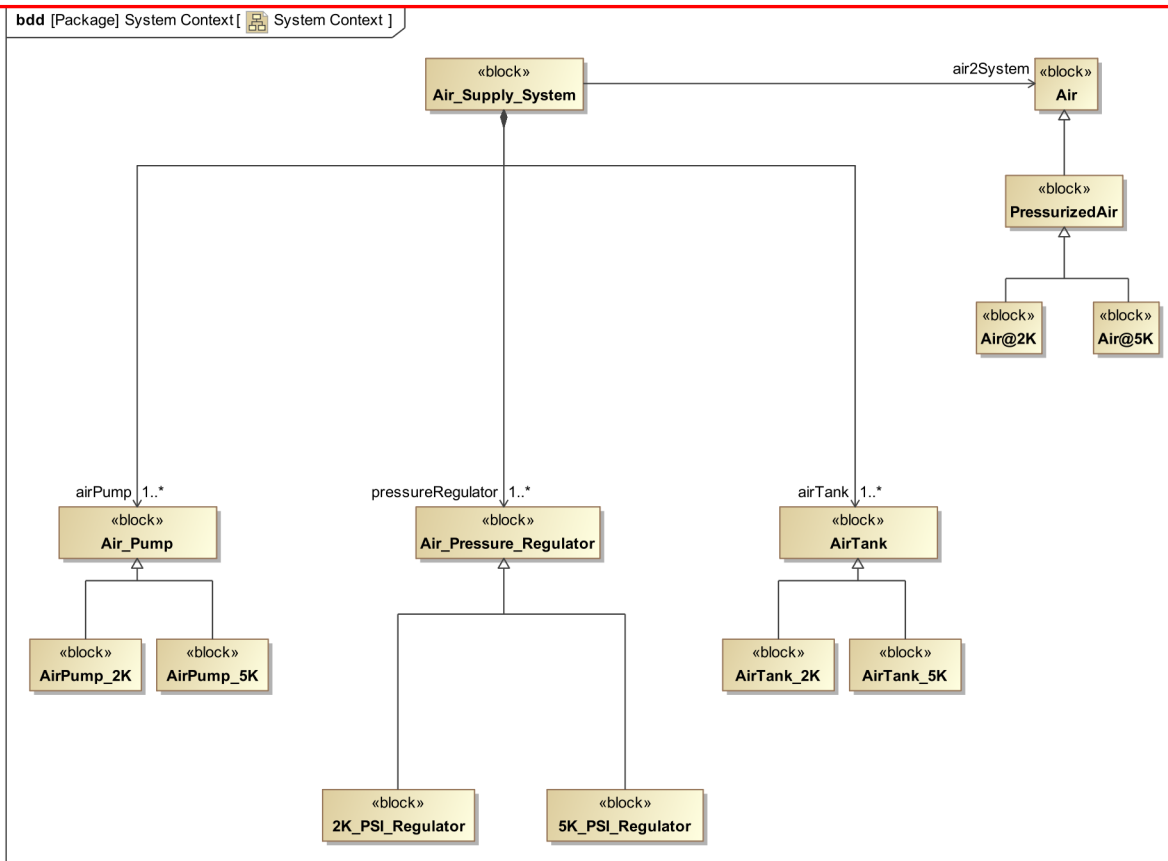 bdd [Package] System Context[ System Context ]
«block»
Air_Supply_System
air2System
«block»
Air
«block»
PressurizedAir
«block»
Air@2K
«block»
Air@5K
airPump 1..*
pressureRegulator 1..*
airTank 1..*
«block»
Air_Pump
«block»
Air_Pressure_Regulator
«block»
AirTank
«block»
AirPump_2K
«block»
AirPump_5K
«block»
AirTank_2K
«block»
AirTank_5K
«block»
2K_PSI_Regulator
«block»
5K_PSI_Regulator